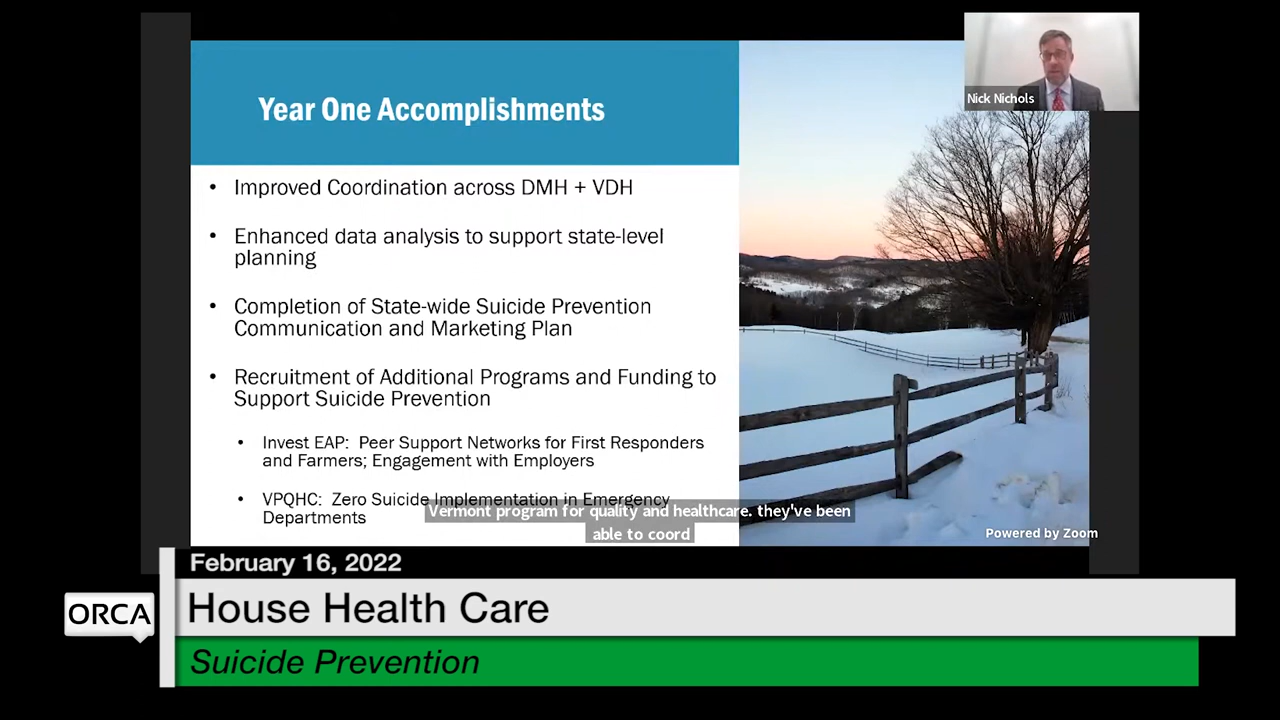 Year One Accomplishments
Nick Nichols
• Improved Coordination across DMH + VDH
• Enhanced data analysis to support state-level
planning
• Completion of State-wide Suicide Prevention
Communication and Marketing Plan
• Recruitment of Additional Programs and Funding to
Support Suicide Prevention
• Invest EAP: Peer Support Networks for First Responders
and Farmers; Engagement with Employers
• VPQHC: Zero Suicide Implementation in Emergency
Departments
Vermont program for quality and healthcare. they've been
able to coord
Powered by Zoom
February 16, 2022
ORCA
House Health Care
Suicide Prevention